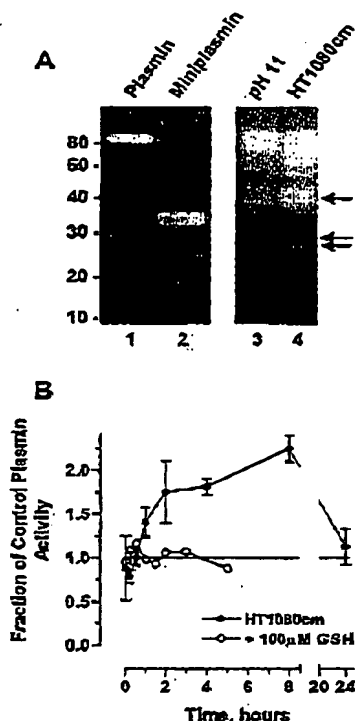 A
Plasmin
Miniplasmin
pH 11
HT1080cm
80
60
40
30
20
10
1 2 3 4
B
Fraction of Control Plasmin
Activity
2.0
1.5
1.0
0.5
0.0
HT1080cm
+ 100µM GSH
0 2 4 6 8 20 24
Time, hours